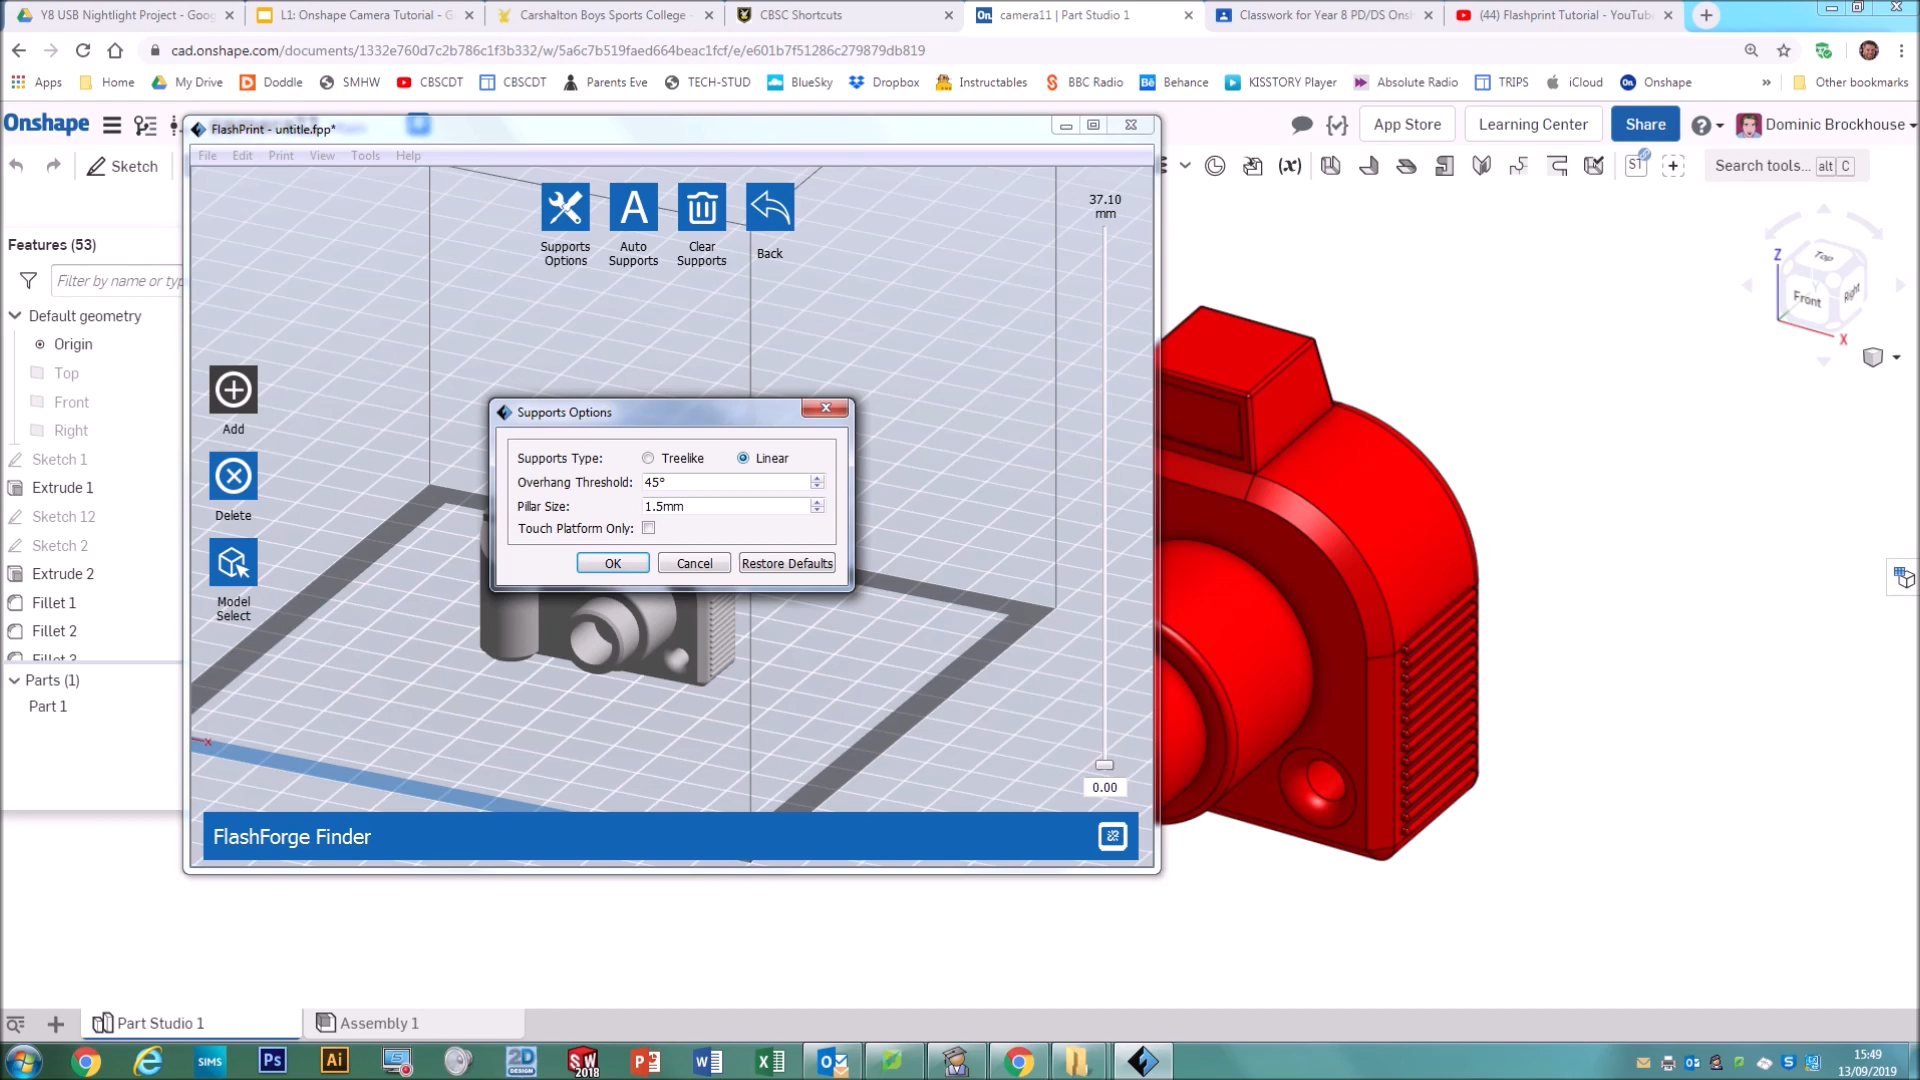 Y8 USB Nightlight Project - Goog
L1: Onshape Camera Tutorial - G
Carshalton Boys Sports College -
CBSC Shortcuts
camera11 | Part Studio 1
Classwork for Year 8 PD/DS Onsh
(44) Flashprint Tutorial - YouTube
cad.onshape.com/documents/1332e760d7c2b786c1f3b332/w/5a6c7b519faed664beac1fcf/e/e601b7f51286c279879db819
Apps Home My Drive Doddle SMHW CBSCDT CBSCDT Parents Eve TECH-STUD BlueSky Dropbox Instructables BBC Radio Behance KISSTORY Player Absolute Radio TRIPS iCloud Onshape » Other bookmarks
Onshape
App Store Learning Center Share Dominic Brockhouse
Sketch
Search tools... alt C
FlashPrint - untitle.fpp*
File Edit Print View Tools Help
Supports Options
Auto Supports
Clear Supports
Back
37.10
mm
Features (53)
Filter by name or typ
Default geometry
Origin
Top
Front
Right
Sketch 1
Extrude 1
Sketch 12
Sketch 2
Extrude 2
Fillet 1
Fillet 2
Fillet 3
Parts (1)
Part 1
Add
Delete
Model
Select
Supports Options
Supports Type: Treelike Linear
Overhang Threshold: 45°
Pillar Size: 1.5mm
Touch Platform Only:
OK Cancel Restore Defaults
x
0.00
FlashForge Finder
Z
Top
Front
Right
X
Part Studio 1
Assembly 1
SIMS
Ps
Ai
2D
DESIGN
SW
2018
15:49
13/09/2019